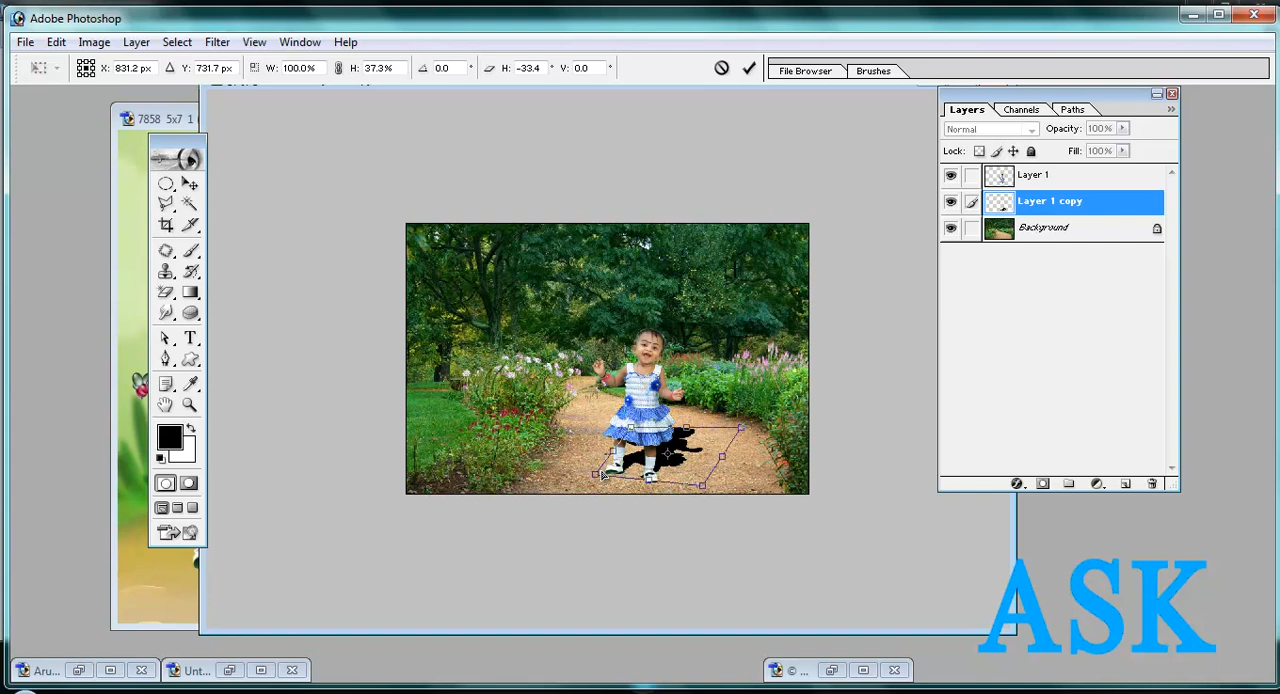 Adobe Photoshop
File Edit Image Layer Select Filter View Window Help
X: 831.2 px Y: 731.7 px W: 100.0% H: 37.3% 0.0 ° H: -33.4 ° V: 0.0 ° File Browser Brushes
7858 5x7 1
Layers Channels Paths
Normal Opacity: 100%
Lock: Fill: 100%
Layer 1
Layer 1 copy
Background
T
ASK
Aru... Unt... © ...